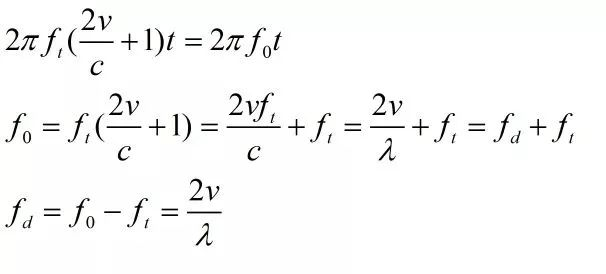 2πf_t(2v/c+1)t = 2πf_0t
f_0 = f_t(2v/c+1) = 2vf_t/c + f_t = 2v/λ + f_t = f_d + f_t
f_d = f_0 − f_t = 2v/λ